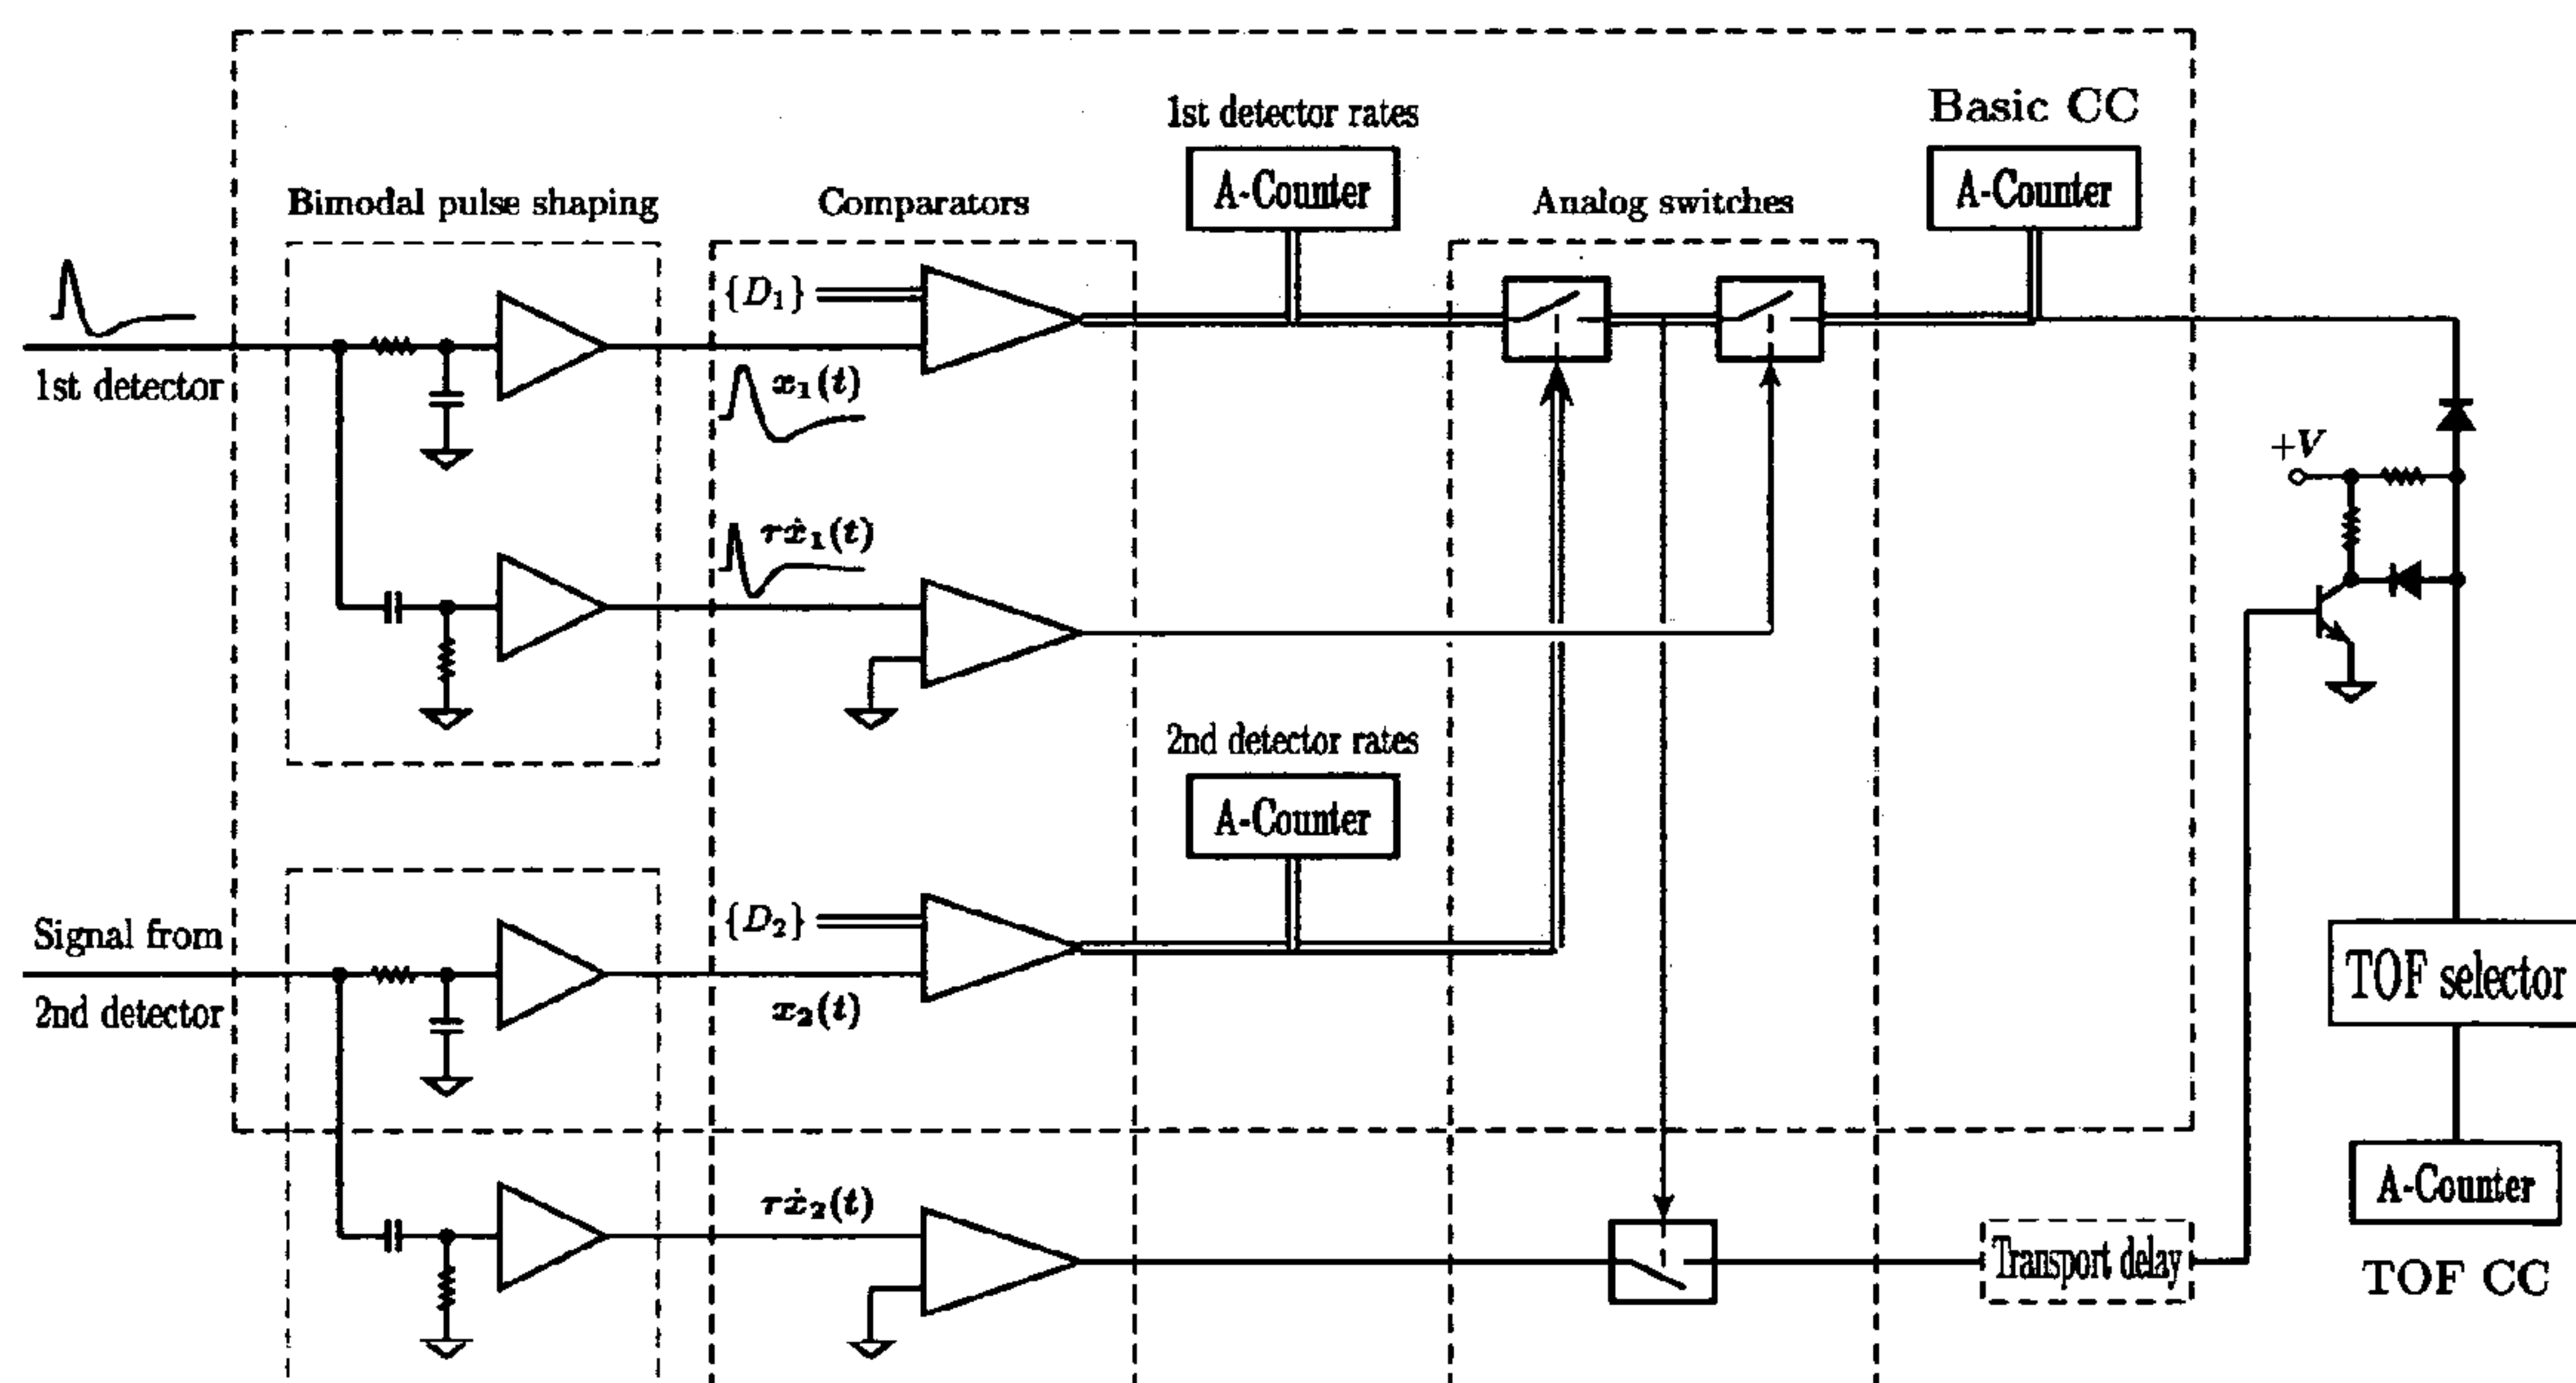 1st detector rates
Basic CC
A-Counter
A-Counter
Bimodal pulse shaping
Comparators
Analog switches
{D₁}
1st detector
x₁(t)
+V
τẋ₁(t)
2nd detector rates
A-Counter
Signal from
2nd detector
{D₂}
x₂(t)
TOF selector
τẋ₂(t)
A-Counter
Transport delay
TOF CC